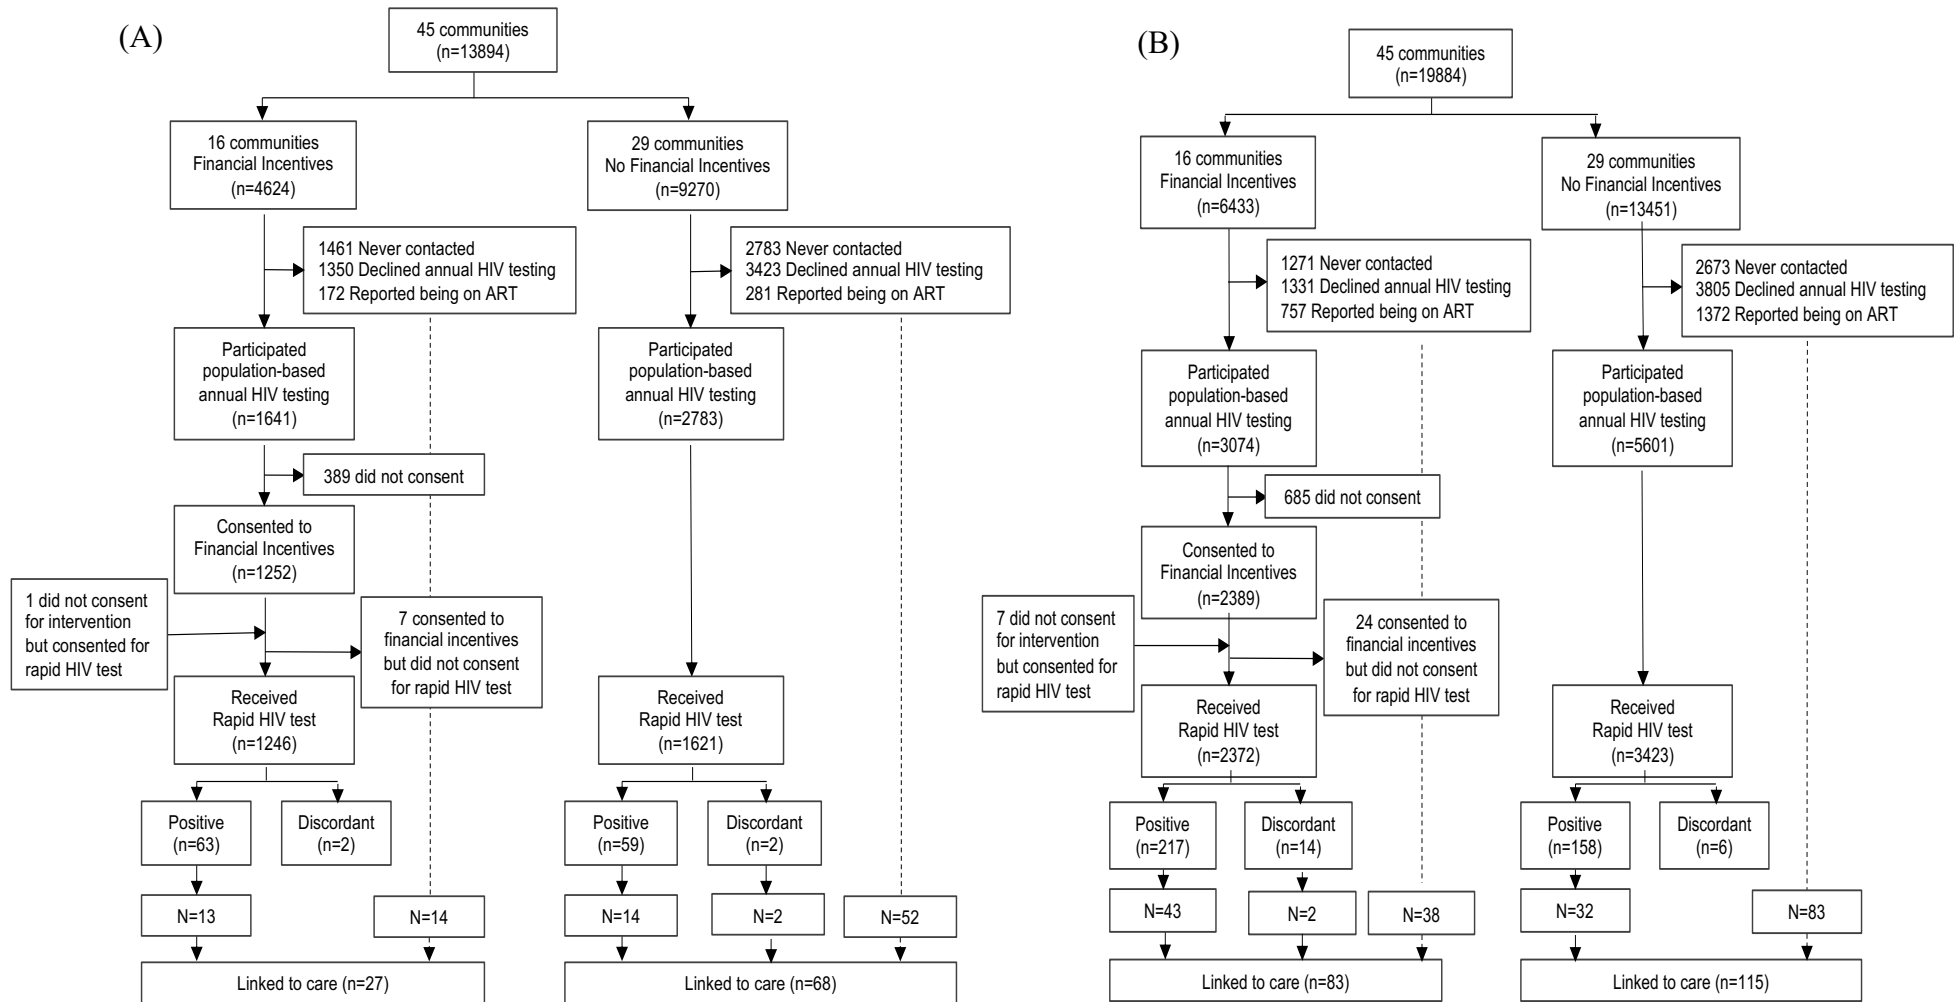 (A)
45 communities
(n=13894)
16 communities
Financial Incentives
(n=4624)
29 communities
No Financial Incentives
(n=9270)
1461 Never contacted
1350 Declined annual HIV testing
172 Reported being on ART
2783 Never contacted
3423 Declined annual HIV testing
281 Reported being on ART
Participated
population-based
annual HIV testing
(n=1641)
Participated
population-based
annual HIV testing
(n=2783)
389 did not consent
Consented to
Financial Incentives
(n=1252)
1 did not consent
for intervention
but consented for
rapid HIV test
7 consented to
financial incentives
but did not consent
for rapid HIV test
Received
Rapid HIV test
(n=1246)
Received
Rapid HIV test
(n=1621)
Positive
(n=63)
Discordant
(n=2)
Positive
(n=59)
Discordant
(n=2)
N=13
N=14
N=14
N=2
N=52
Linked to care (n=27)
Linked to care (n=68)
(B)
45 communities
(n=19884)
16 communities
Financial Incentives
(n=6433)
29 communities
No Financial Incentives
(n=13451)
1271 Never contacted
1331 Declined annual HIV testing
757 Reported being on ART
2673 Never contacted
3805 Declined annual HIV testing
1372 Reported being on ART
Participated
population-based
annual HIV testing
(n=3074)
Participated
population-based
annual HIV testing
(n=5601)
685 did not consent
Consented to
Financial Incentives
(n=2389)
7 did not consent
for intervention
but consented for
rapid HIV test
24 consented to
financial incentives
but did not consent
for rapid HIV test
Received
Rapid HIV test
(n=2372)
Received
Rapid HIV test
(n=3423)
Positive
(n=217)
Discordant
(n=14)
Positive
(n=158)
Discordant
(n=6)
N=43
N=2
N=38
N=32
N=83
Linked to care (n=83)
Linked to care (n=115)